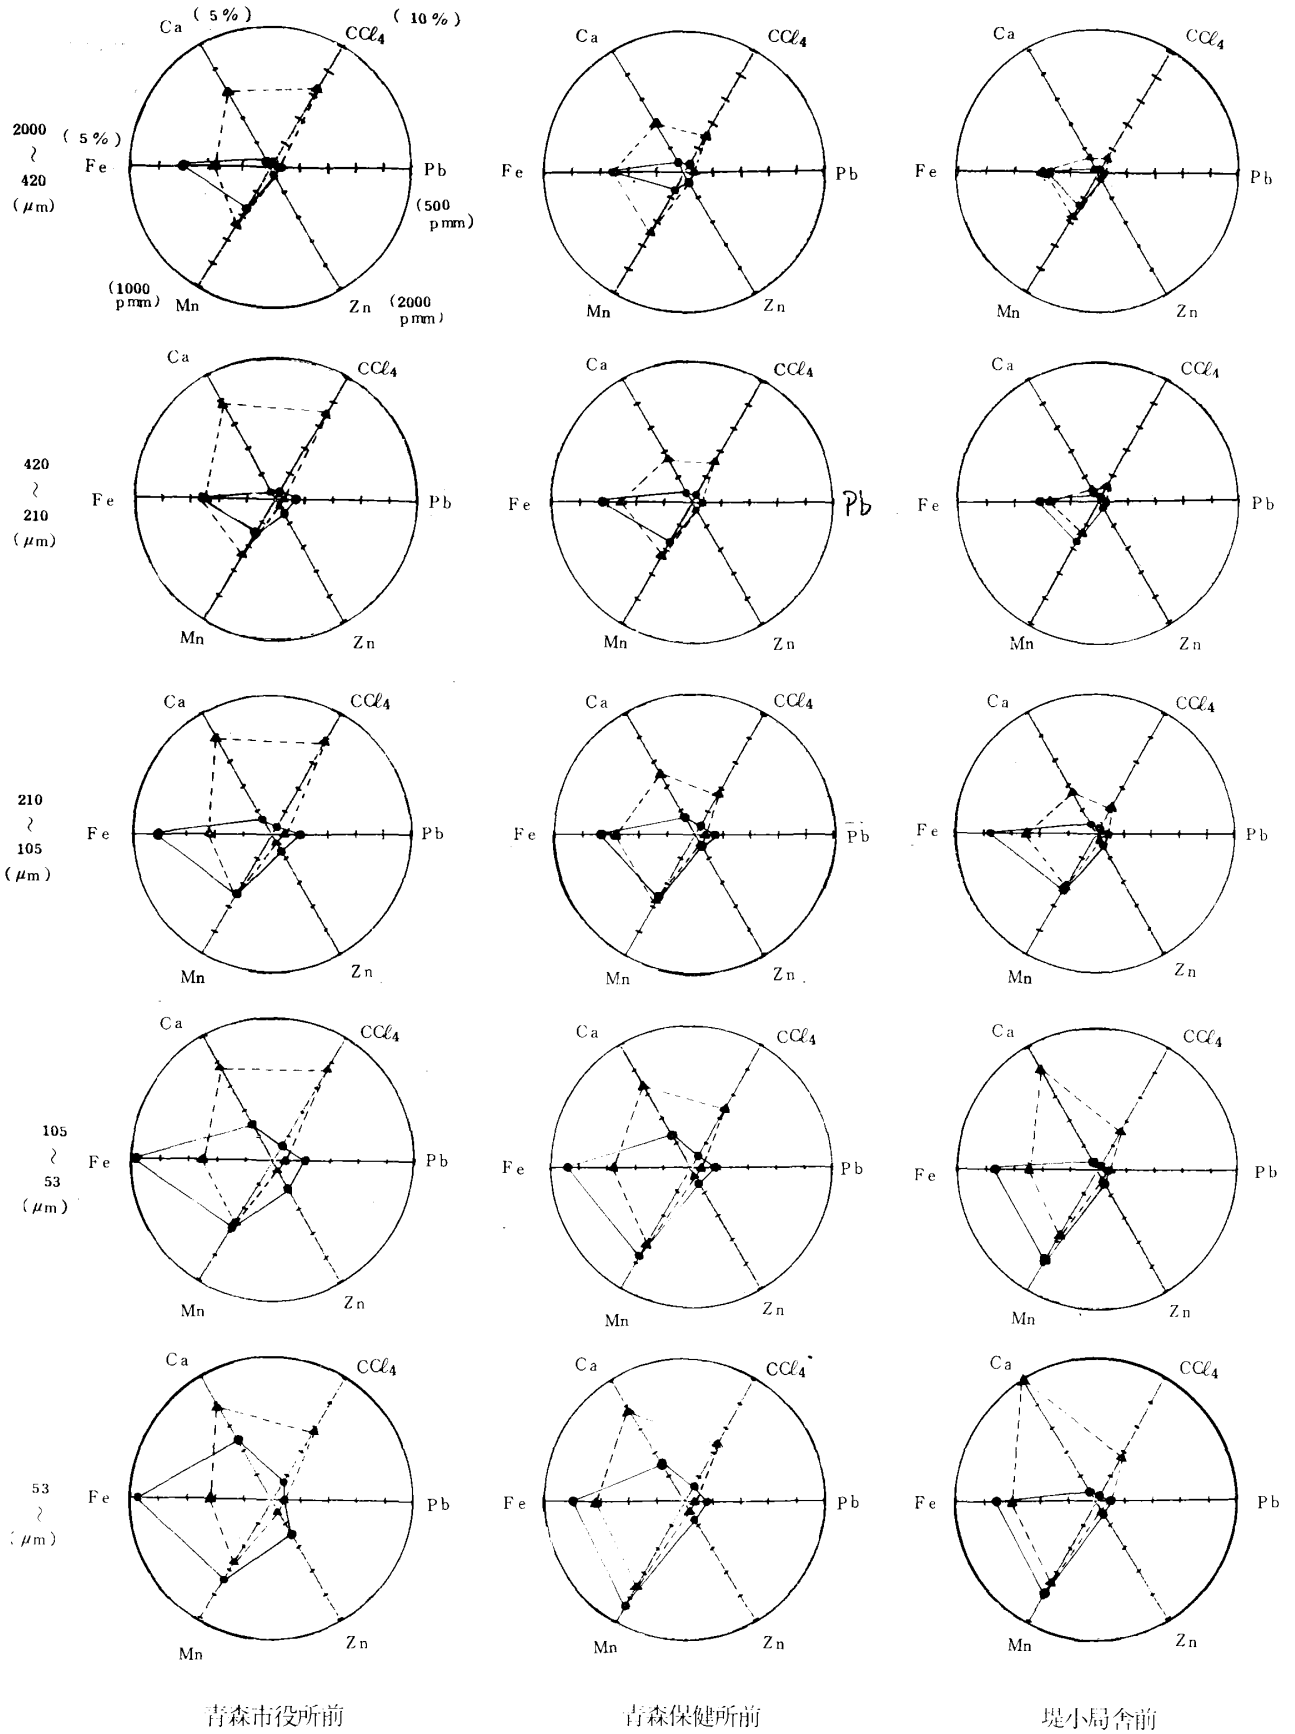 Ca (5%) CCℓ4 (10%) Ca CCℓ4 Ca CCℓ4
2000 〜 420 (μm)
(5%) Fe Pb (500 pmm) Fe Pb Fe Pb
(1000 pmm) Mn Zn (2000 pmm) Mn Zn Mn Zn
Ca CCℓ4 Ca CCℓ4 Ca CCℓ4
420 〜 210 (μm)
Fe Pb Fe Pb Fe Pb
Mn Zn Mn Zn Mn Zn
Ca CCℓ4 Ca CCℓ4 Ca CCℓ4
210 〜 105 (μm)
Fe Pb Fe Pb Fe Pb
Mn Zn Mn Zn Mn Zn
Ca CCℓ4 Ca CCℓ4 Ca CCℓ4
105 〜 53 (μm)
Fe Pb Fe Pb Fe Pb
Mn Zn Mn Zn Mn Zn
Ca CCℓ4 Ca CCℓ4 Ca CCℓ4
53 〜 (μm)
Fe Pb Fe Pb Fe Pb
Mn Zn Mn Zn Mn Zn
青森市役所前 青森保健所前 堤小局舎前